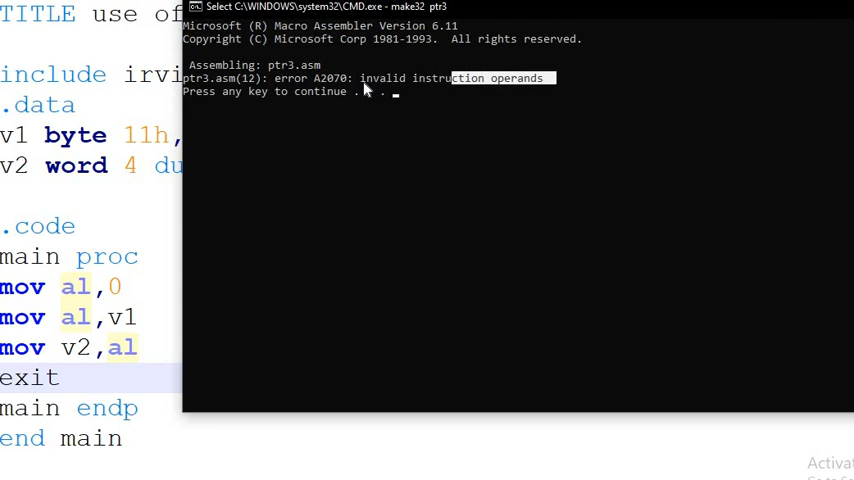 Select C:\WINDOWS\system32\CMD.exe - make32 ptr3
TITLE use of
Microsoft (R) Macro Assembler Version 6.11
Copyright (C) Microsoft Corp 1981-1993.  All rights reserved.
include irvi
Assembling: ptr3.asm
ptr3.asm(12): error A2070: invalid instruction operands
Press any key to continue . . .
.data
v1 byte 11h,
v2 word 4 du
.code
main proc
mov al,0
mov al,v1
mov v2,al
exit
main endp
end main